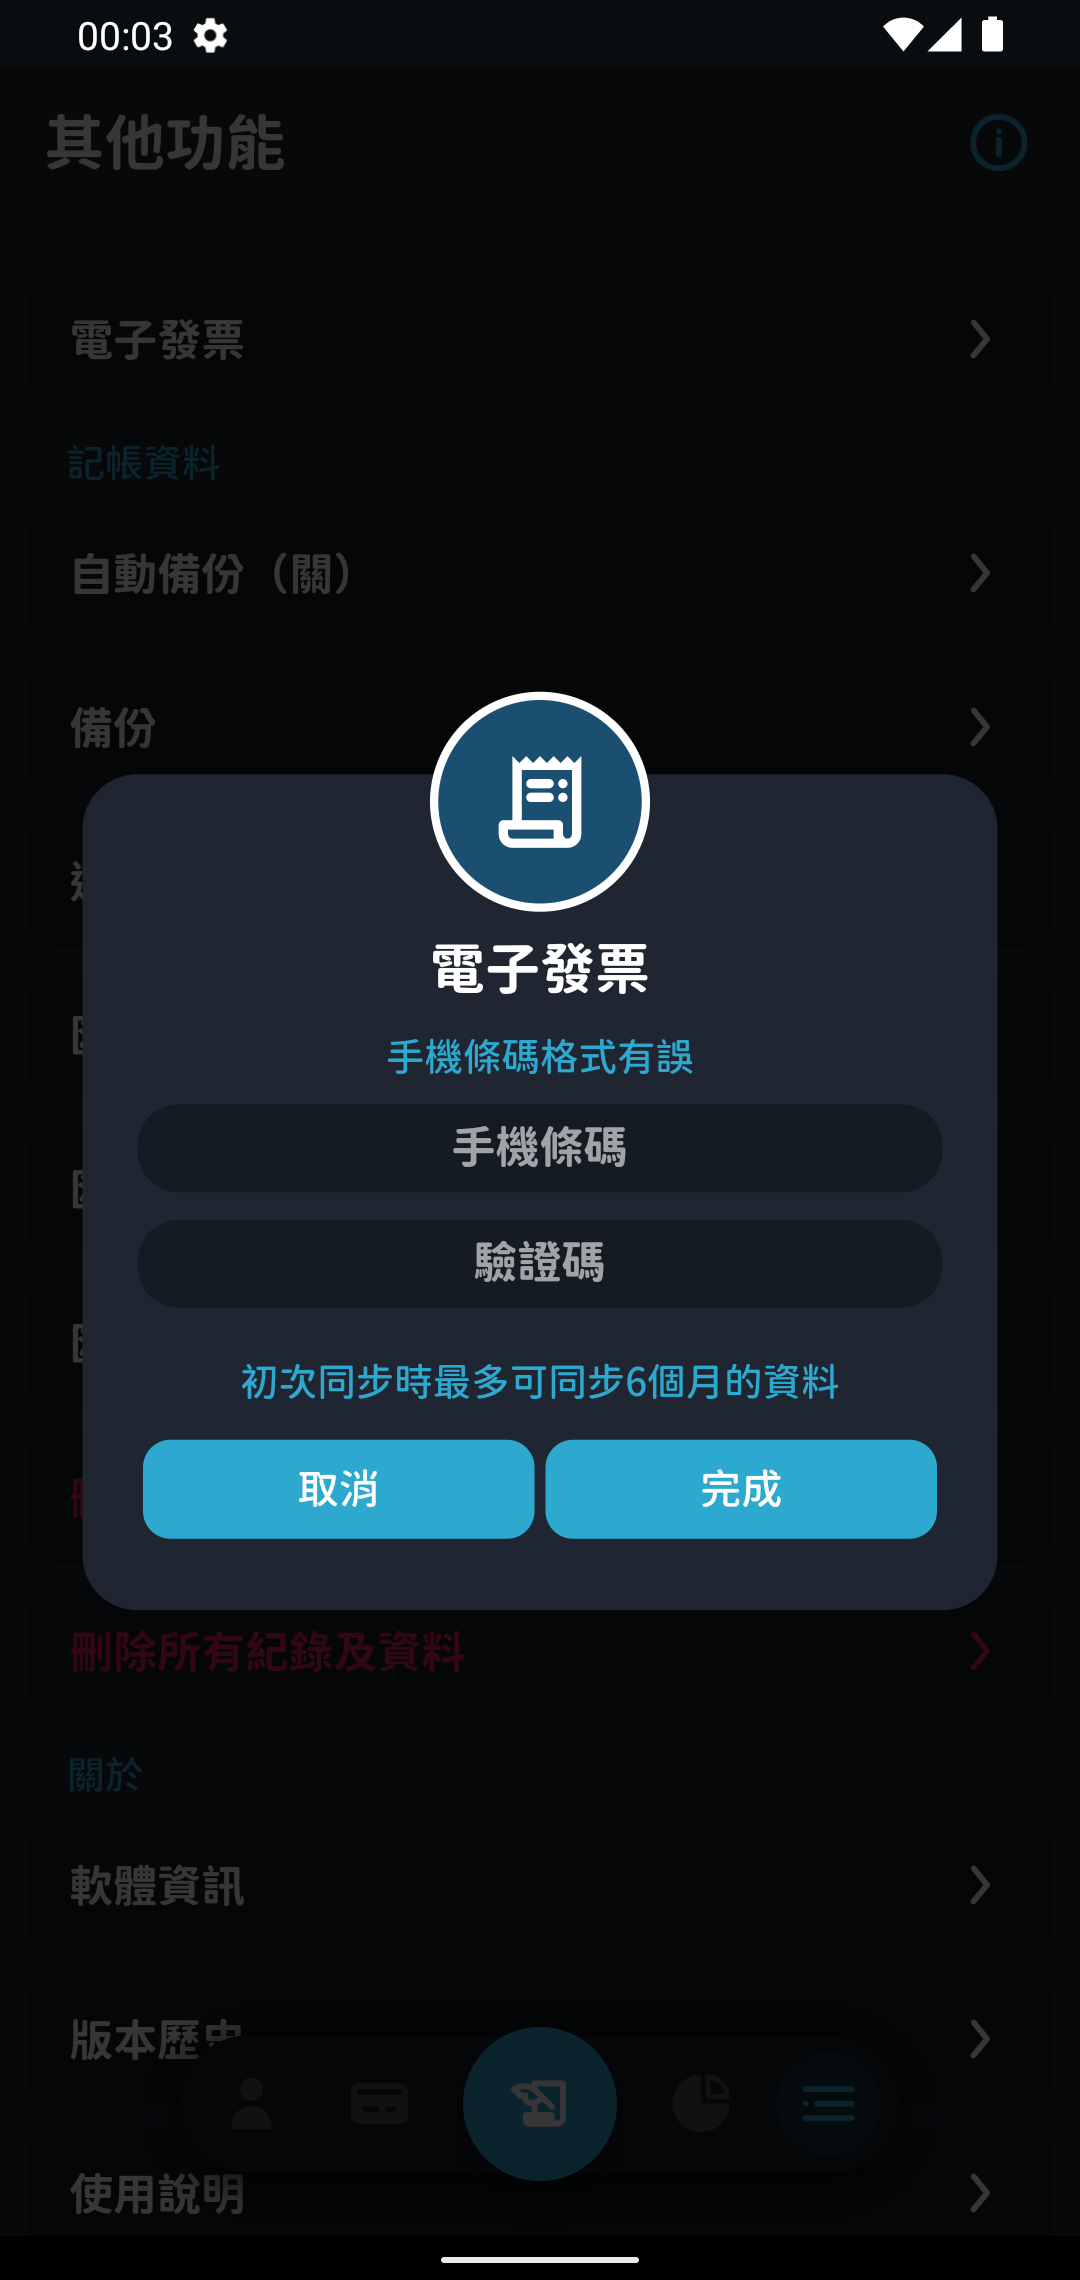 00:03
其他功能
電子發票
記帳資料
自動備份（關）
備份
電子發票
手機條碼格式有誤
手機條碼
驗證碼
初次同步時最多可同步6個月的資料
取消
完成
刪除所有紀錄及資料
關於
軟體資訊
版本歷史
使用說明